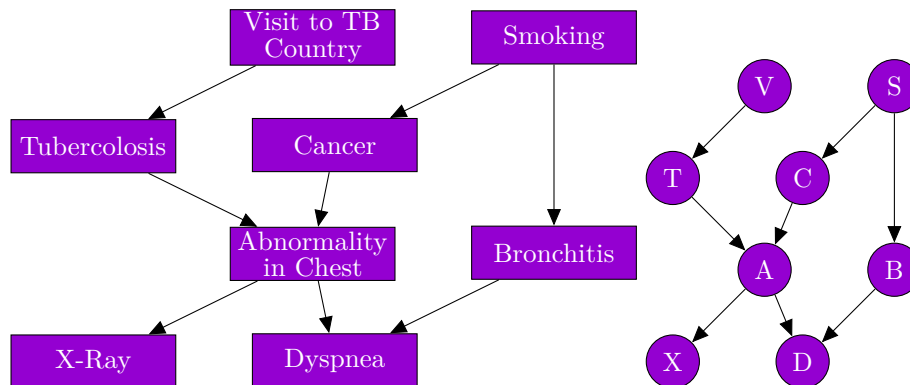 Visit to TB
Country
Smoking
Tubercolosis
Cancer
Abnormality
in Chest
Bronchitis
X-Ray
Dyspnea
V
S
T
C
A
B
X
D